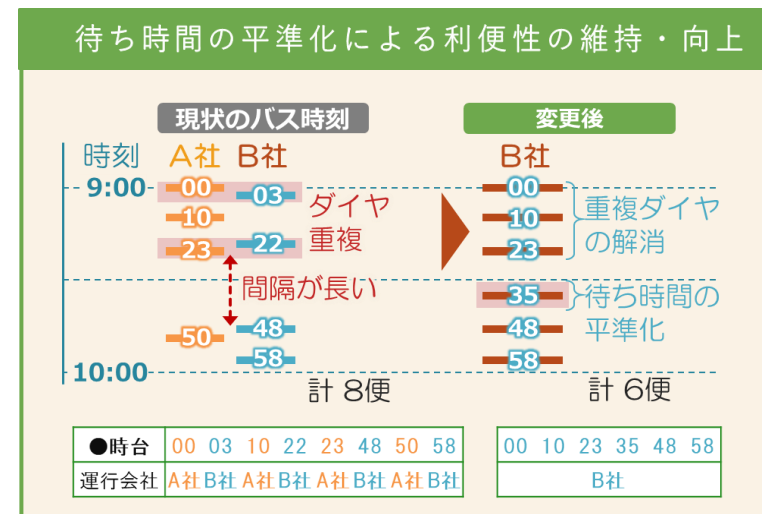 待ち時間の平準化による利便性の維持・向上
現状のバス時刻
変更後
時刻 A社 B社
B社
9:00 00 03 ダイヤ
10 重複
23 22
間隔が長い
50 48
58
10:00
計 8便
00 重複ダイヤ
10 の解消
23
35 待ち時間の
48 平準化
58
計 6便
●時台 00 03 10 22 23 48 50 58
運行会社 A社 B社 A社 B社 A社 B社 A社 B社
00 10 23 35 48 58
B社